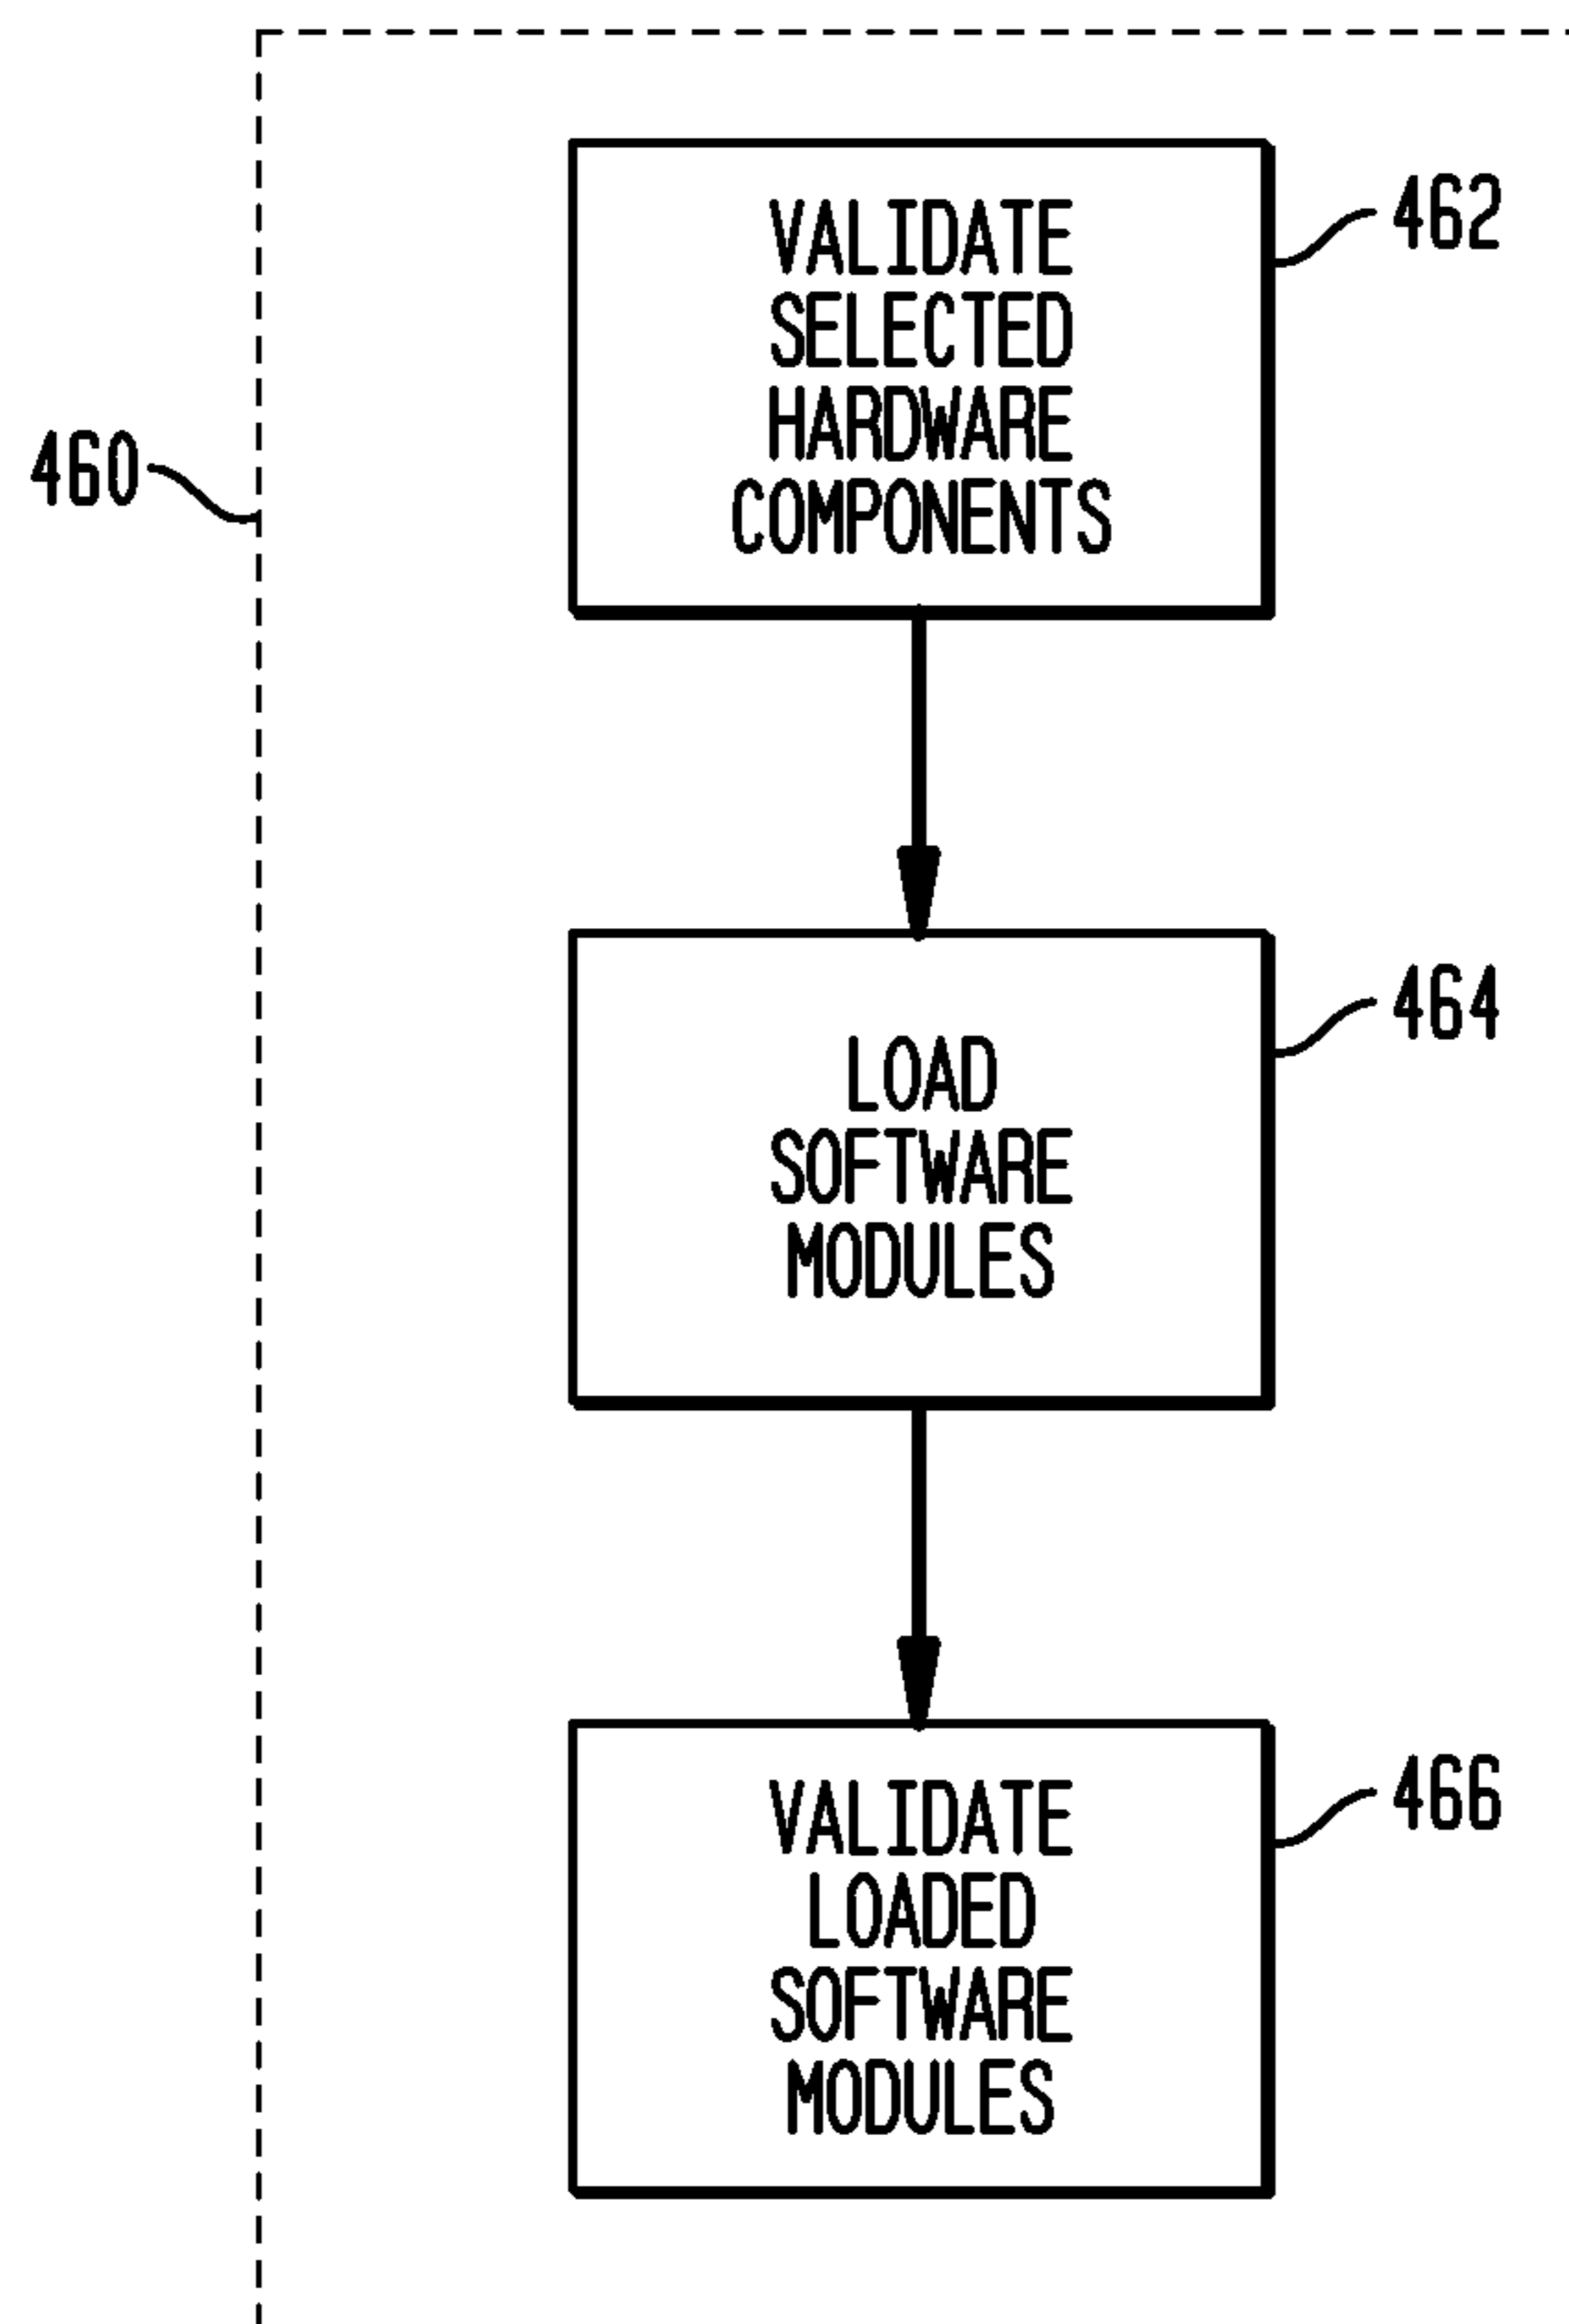 VALIDATE
SELECTED
HARDWARE
COMPONENTS
462
460
LOAD
SOFTWARE
MODULES
464
VALIDATE
LOADED
SOFTWARE
MODULES
466